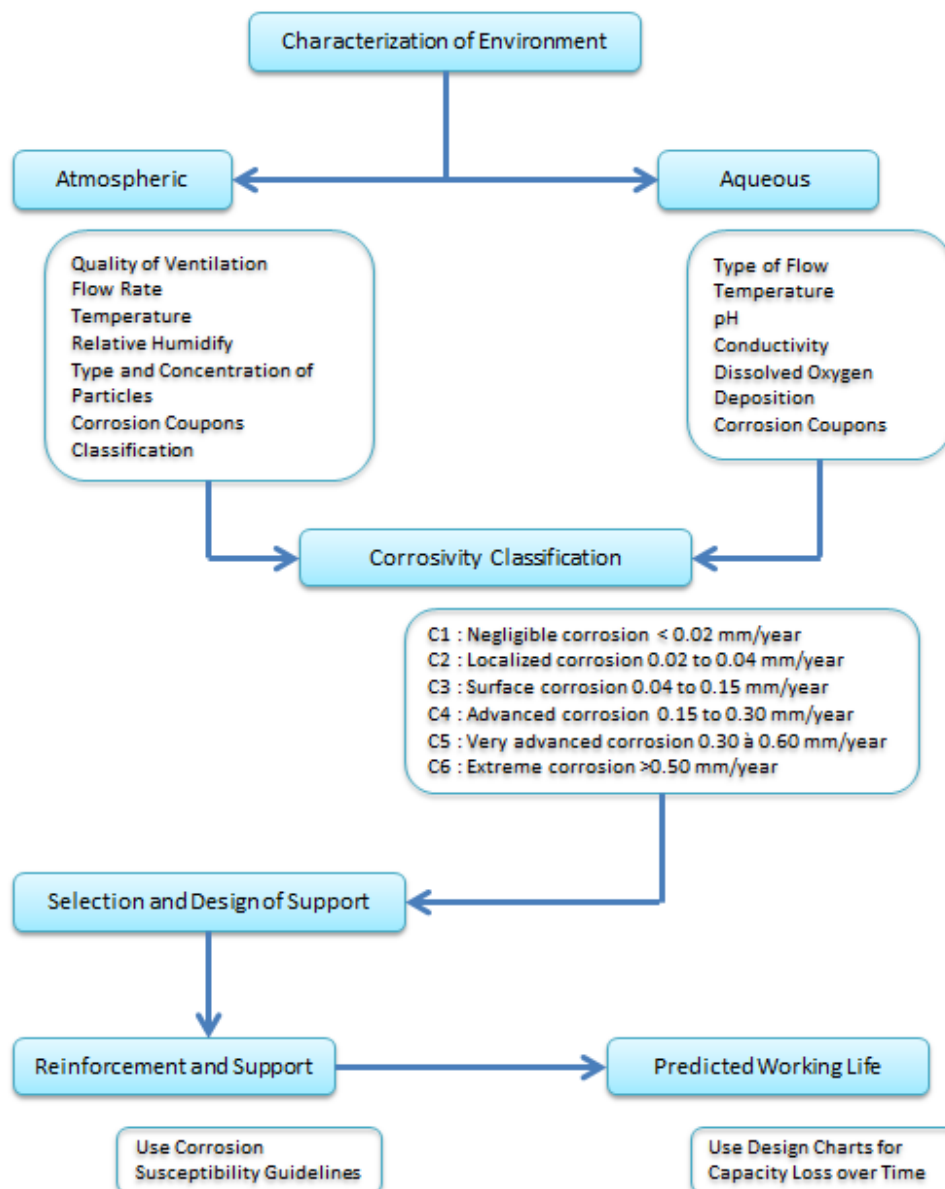 Characterization of Environment
Atmospheric
Aqueous
Quality of Ventilation
Flow Rate
Temperature
Relative Humidify
Type and Concentration of
Particles
Corrosion Coupons
Classification
Type of Flow
Temperature
pH
Conductivity
Dissolved Oxygen
Deposition
Corrosion Coupons
Corrosivity Classification
C1 : Negligible corrosion < 0.02 mm/year
C2 : Localized corrosion 0.02 to 0.04 mm/year
C3 : Surface corrosion 0.04 to 0.15 mm/year
C4 : Advanced corrosion 0.15 to 0.30 mm/year
C5 : Very advanced corrosion 0.30 à 0.60 mm/year
C6 : Extreme corrosion >0.50 mm/year
Selection and Design of Support
Reinforcement and Support
Predicted Working Life
Use Corrosion
Susceptibility Guidelines
Use Design Charts for
Capacity Loss over Time